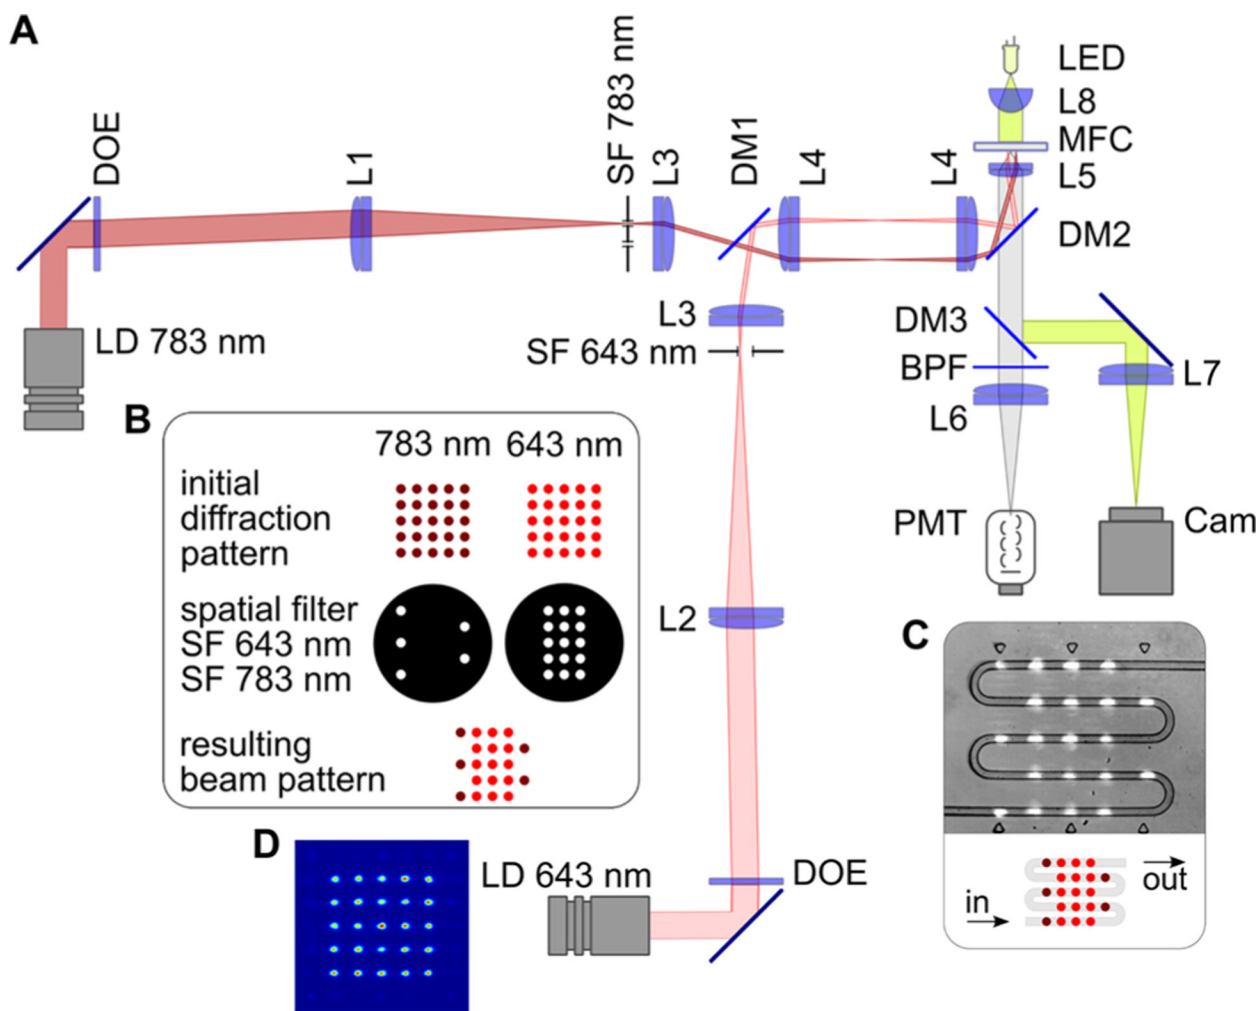 A
DOE
L1
SF 783 nm
L3
DM1
L4
L4
LED
L8
MFC
L5
DM2
LD 783 nm
L3
SF 643 nm
DM3
BPF
L6
L7
PMT
Cam
B
783 nm 643 nm
initial
diffraction
pattern
spatial filter
SF 643 nm
SF 783 nm
resulting
beam pattern
L2
C
in
out
D
LD 643 nm
DOE